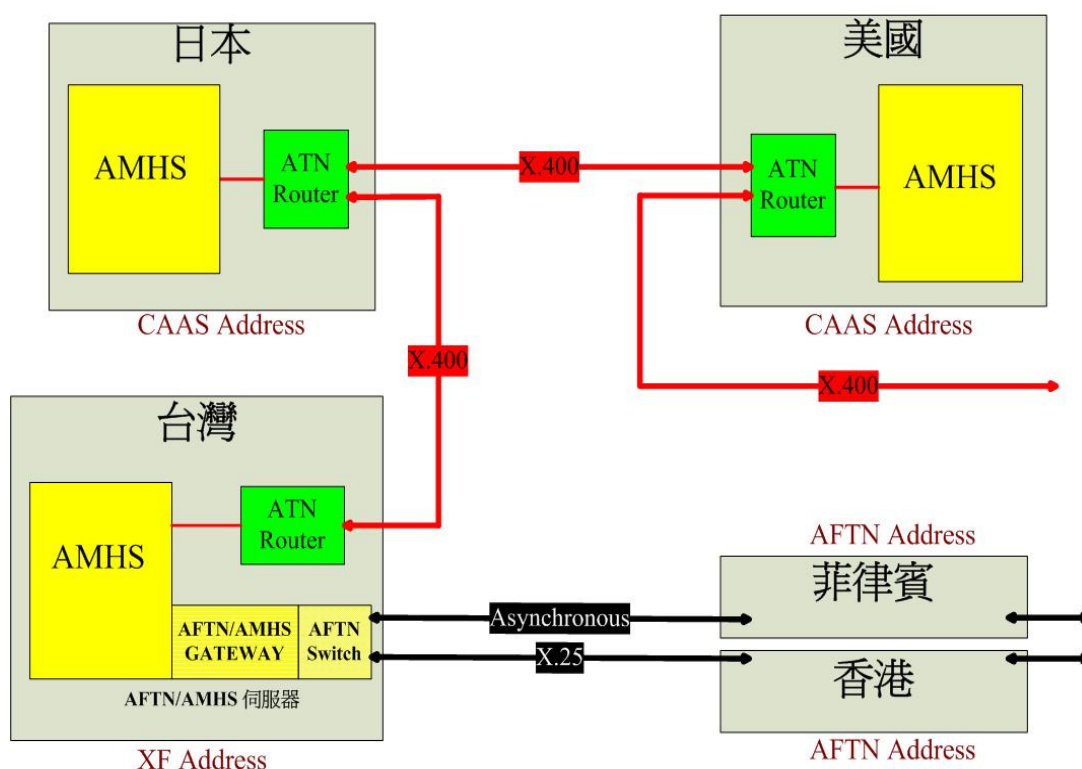 日本
AMHS
ATN
Router
CAAS Address
X.400
美國
ATN
Router
AMHS
CAAS Address
X.400
X.400
台灣
AMHS
ATN
Router
AFTN/AMHS
GATEWAY
AFTN
Switch
AFTN/AMHS 伺服器
XF Address
Asynchronous
X.25
AFTN Address
菲律賓
香港
AFTN Address